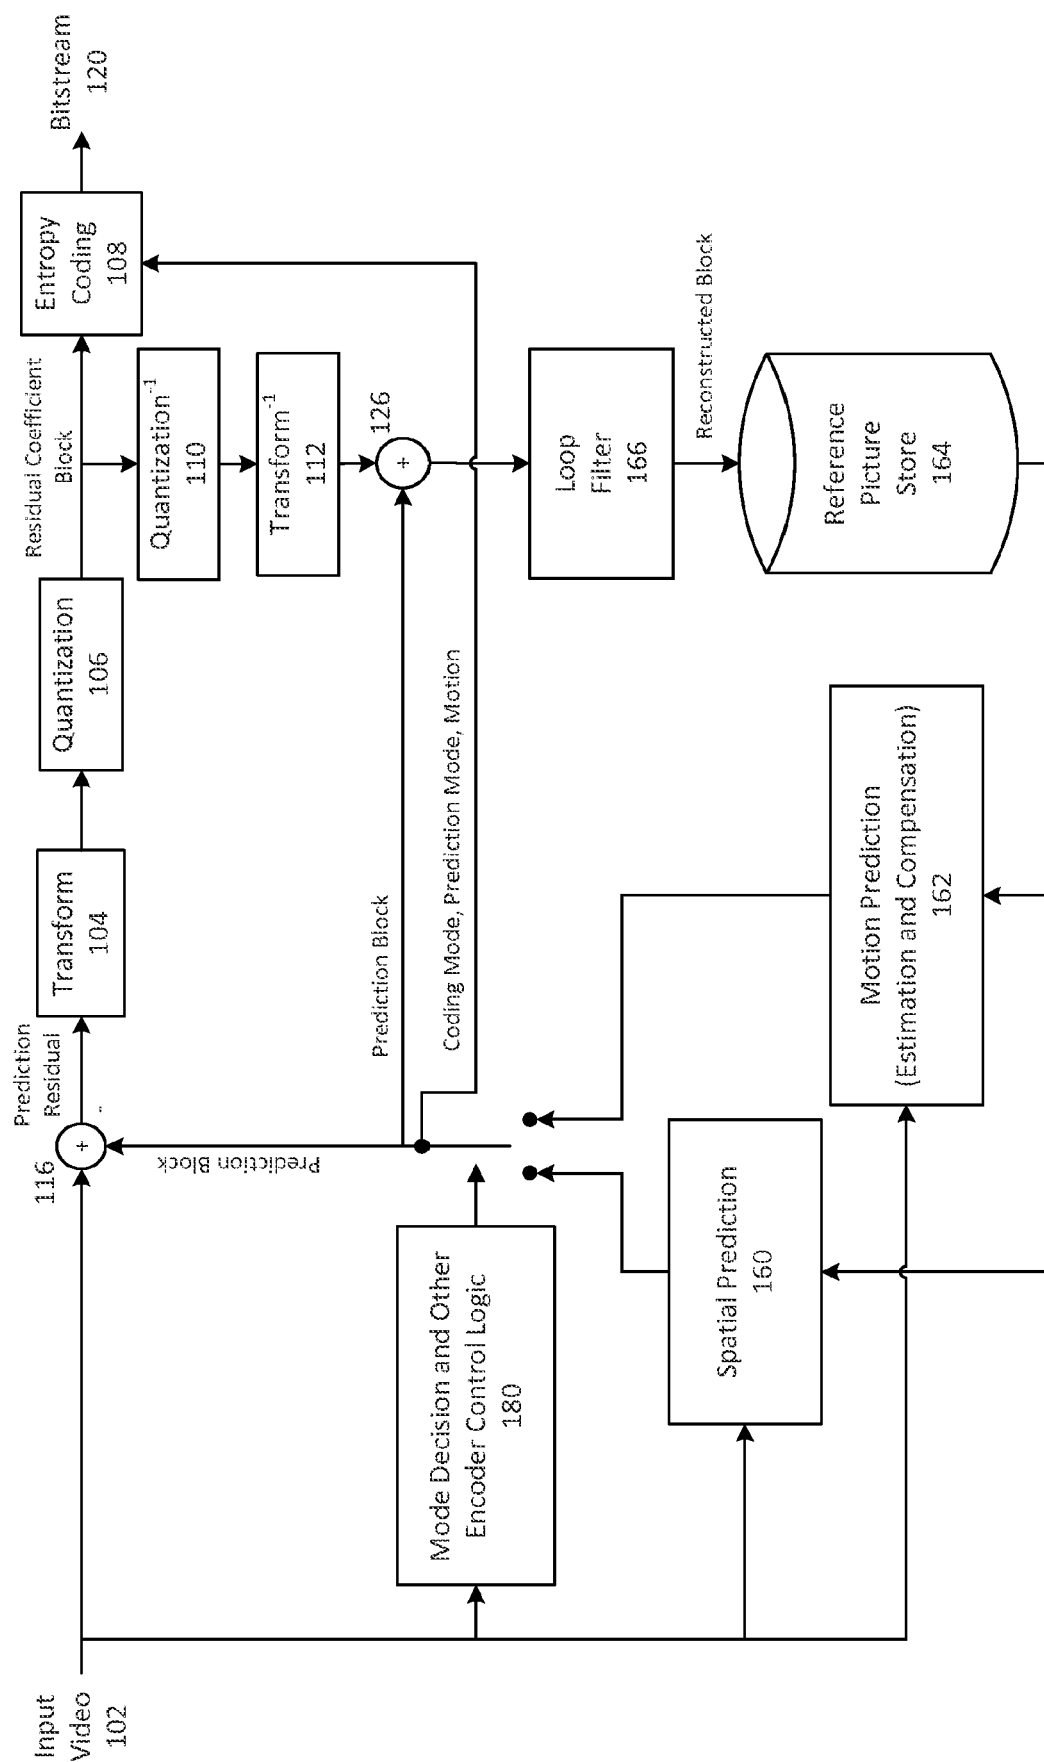 Input
Video
102
116
Prediction
Residual
Transform
104
Quantization
106
Residual Coefficient
Block
Entropy
Coding
108
Bitstream
120
Quantization⁻¹
110
Transform⁻¹
112
126
+
+
Prediction Block
Prediction Block
Coding Mode, Prediction Mode, Motion
Mode Decision and Other
Encoder Control Logic
180
Loop
Filter
166
Reconstructed Block
Spatial Prediction
160
Motion Prediction
(Estimation and Compensation)
162
Reference
Picture
Store
164